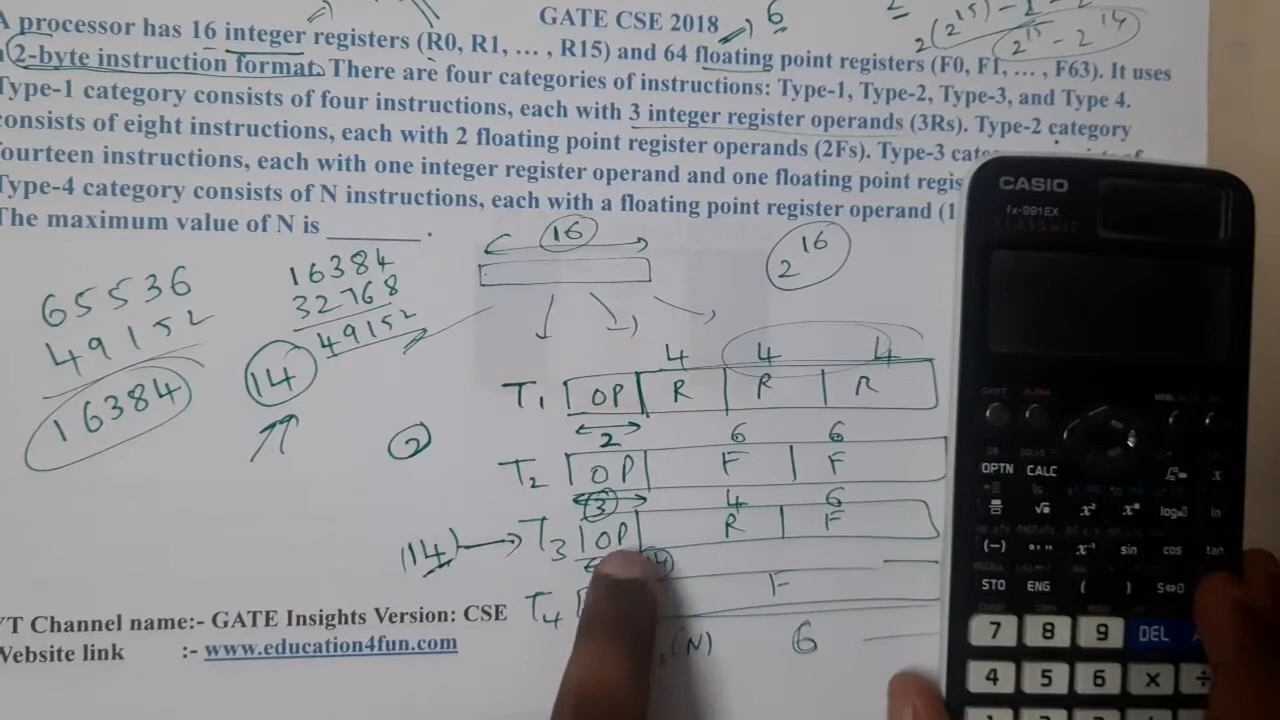 GATE CSE 2018
A processor has 16 integer registers (R0, R1, ... , R15) and 64 floating point registers (F0, F1, ... , F63). It uses
2-byte instruction format. There are four categories of instructions: Type-1, Type-2, Type-3, and Type 4.
Type-1 category consists of four instructions, each with 3 integer register operands (3Rs). Type-2 category
consists of eight instructions, each with 2 floating point register operands (2Fs). Type-3
fourteen instructions, each with one integer register operand and one floating point
Type-4 category consists of N instructions, each with a floating point register operand
The maximum value of N is ________ .
6
2^15 - 2^14
16
2^16
65536
49152
16384
16384
32768
49152
14
2
4 4 4
T1 OP R R R
2 6 6
T2 OP F F
3 4 6
14 T3 OP R F
T4 F
(N) 6
YT Channel name:- GATE Insights Version: CSE
Website link :- www.education4fun.com
CASIO
fx-991EX
CLASSWIZ
SHIFT
OPTN CALC
(-) sin cos tan
STO ENG ( ) S⇔D
7 8 9 DEL
4 5 6 × ÷